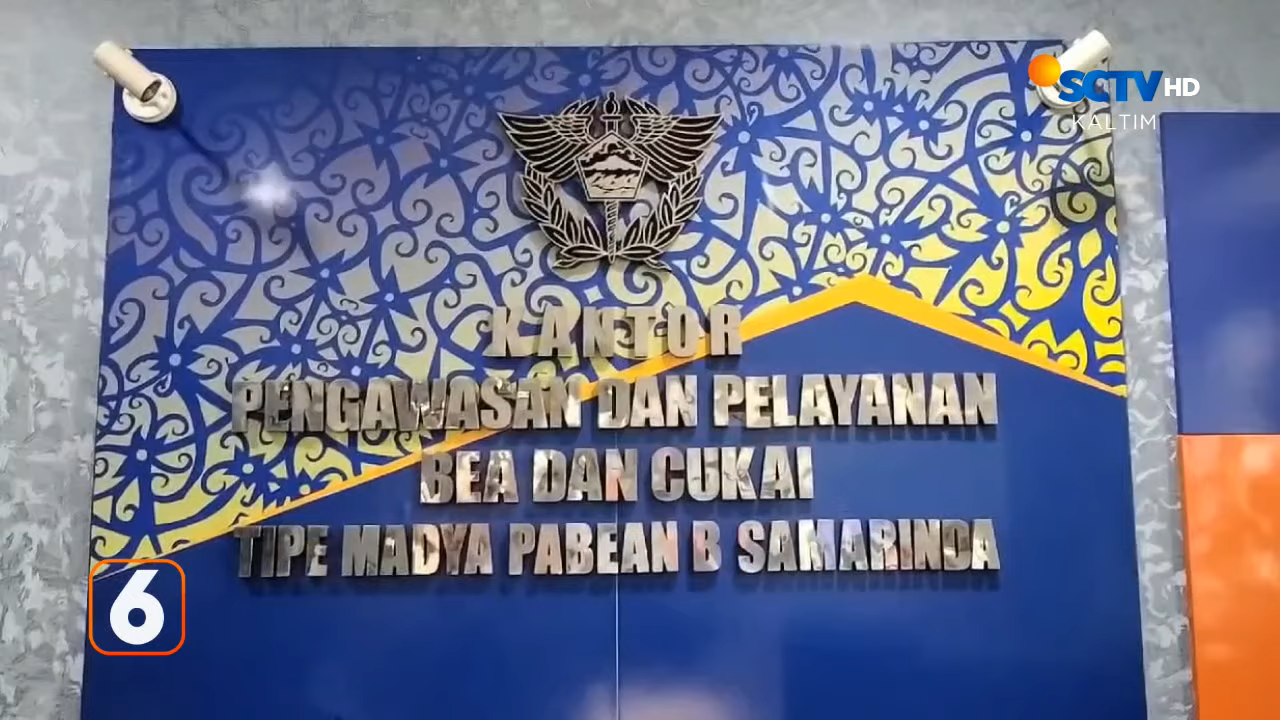 SCTV HD
KALTIM
KANTOR
PENGAWASAN DAN PELAYANAN
BEA DAN CUKAI
TIPE MADYA PABEAN B SAMARINDA
6